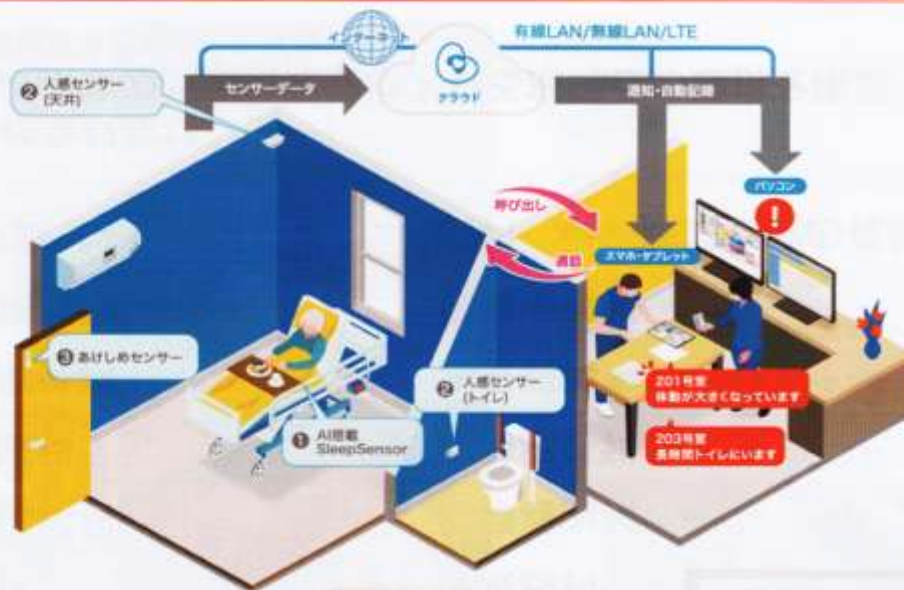 インターネット
有線LAN/無線LAN/LTE
❷ 人感センサー
(天井)
センサーデータ
クラウド
通知・自動記録
パソコン
!
呼び出し
通話
スマホ・タブレット
❸ あけしめセンサー
❷ 人感センサー
(トイレ)
❶ AI搭載
SleepSensor
201号室
体動が大きくなっています
203号室
長時間トイレにいます